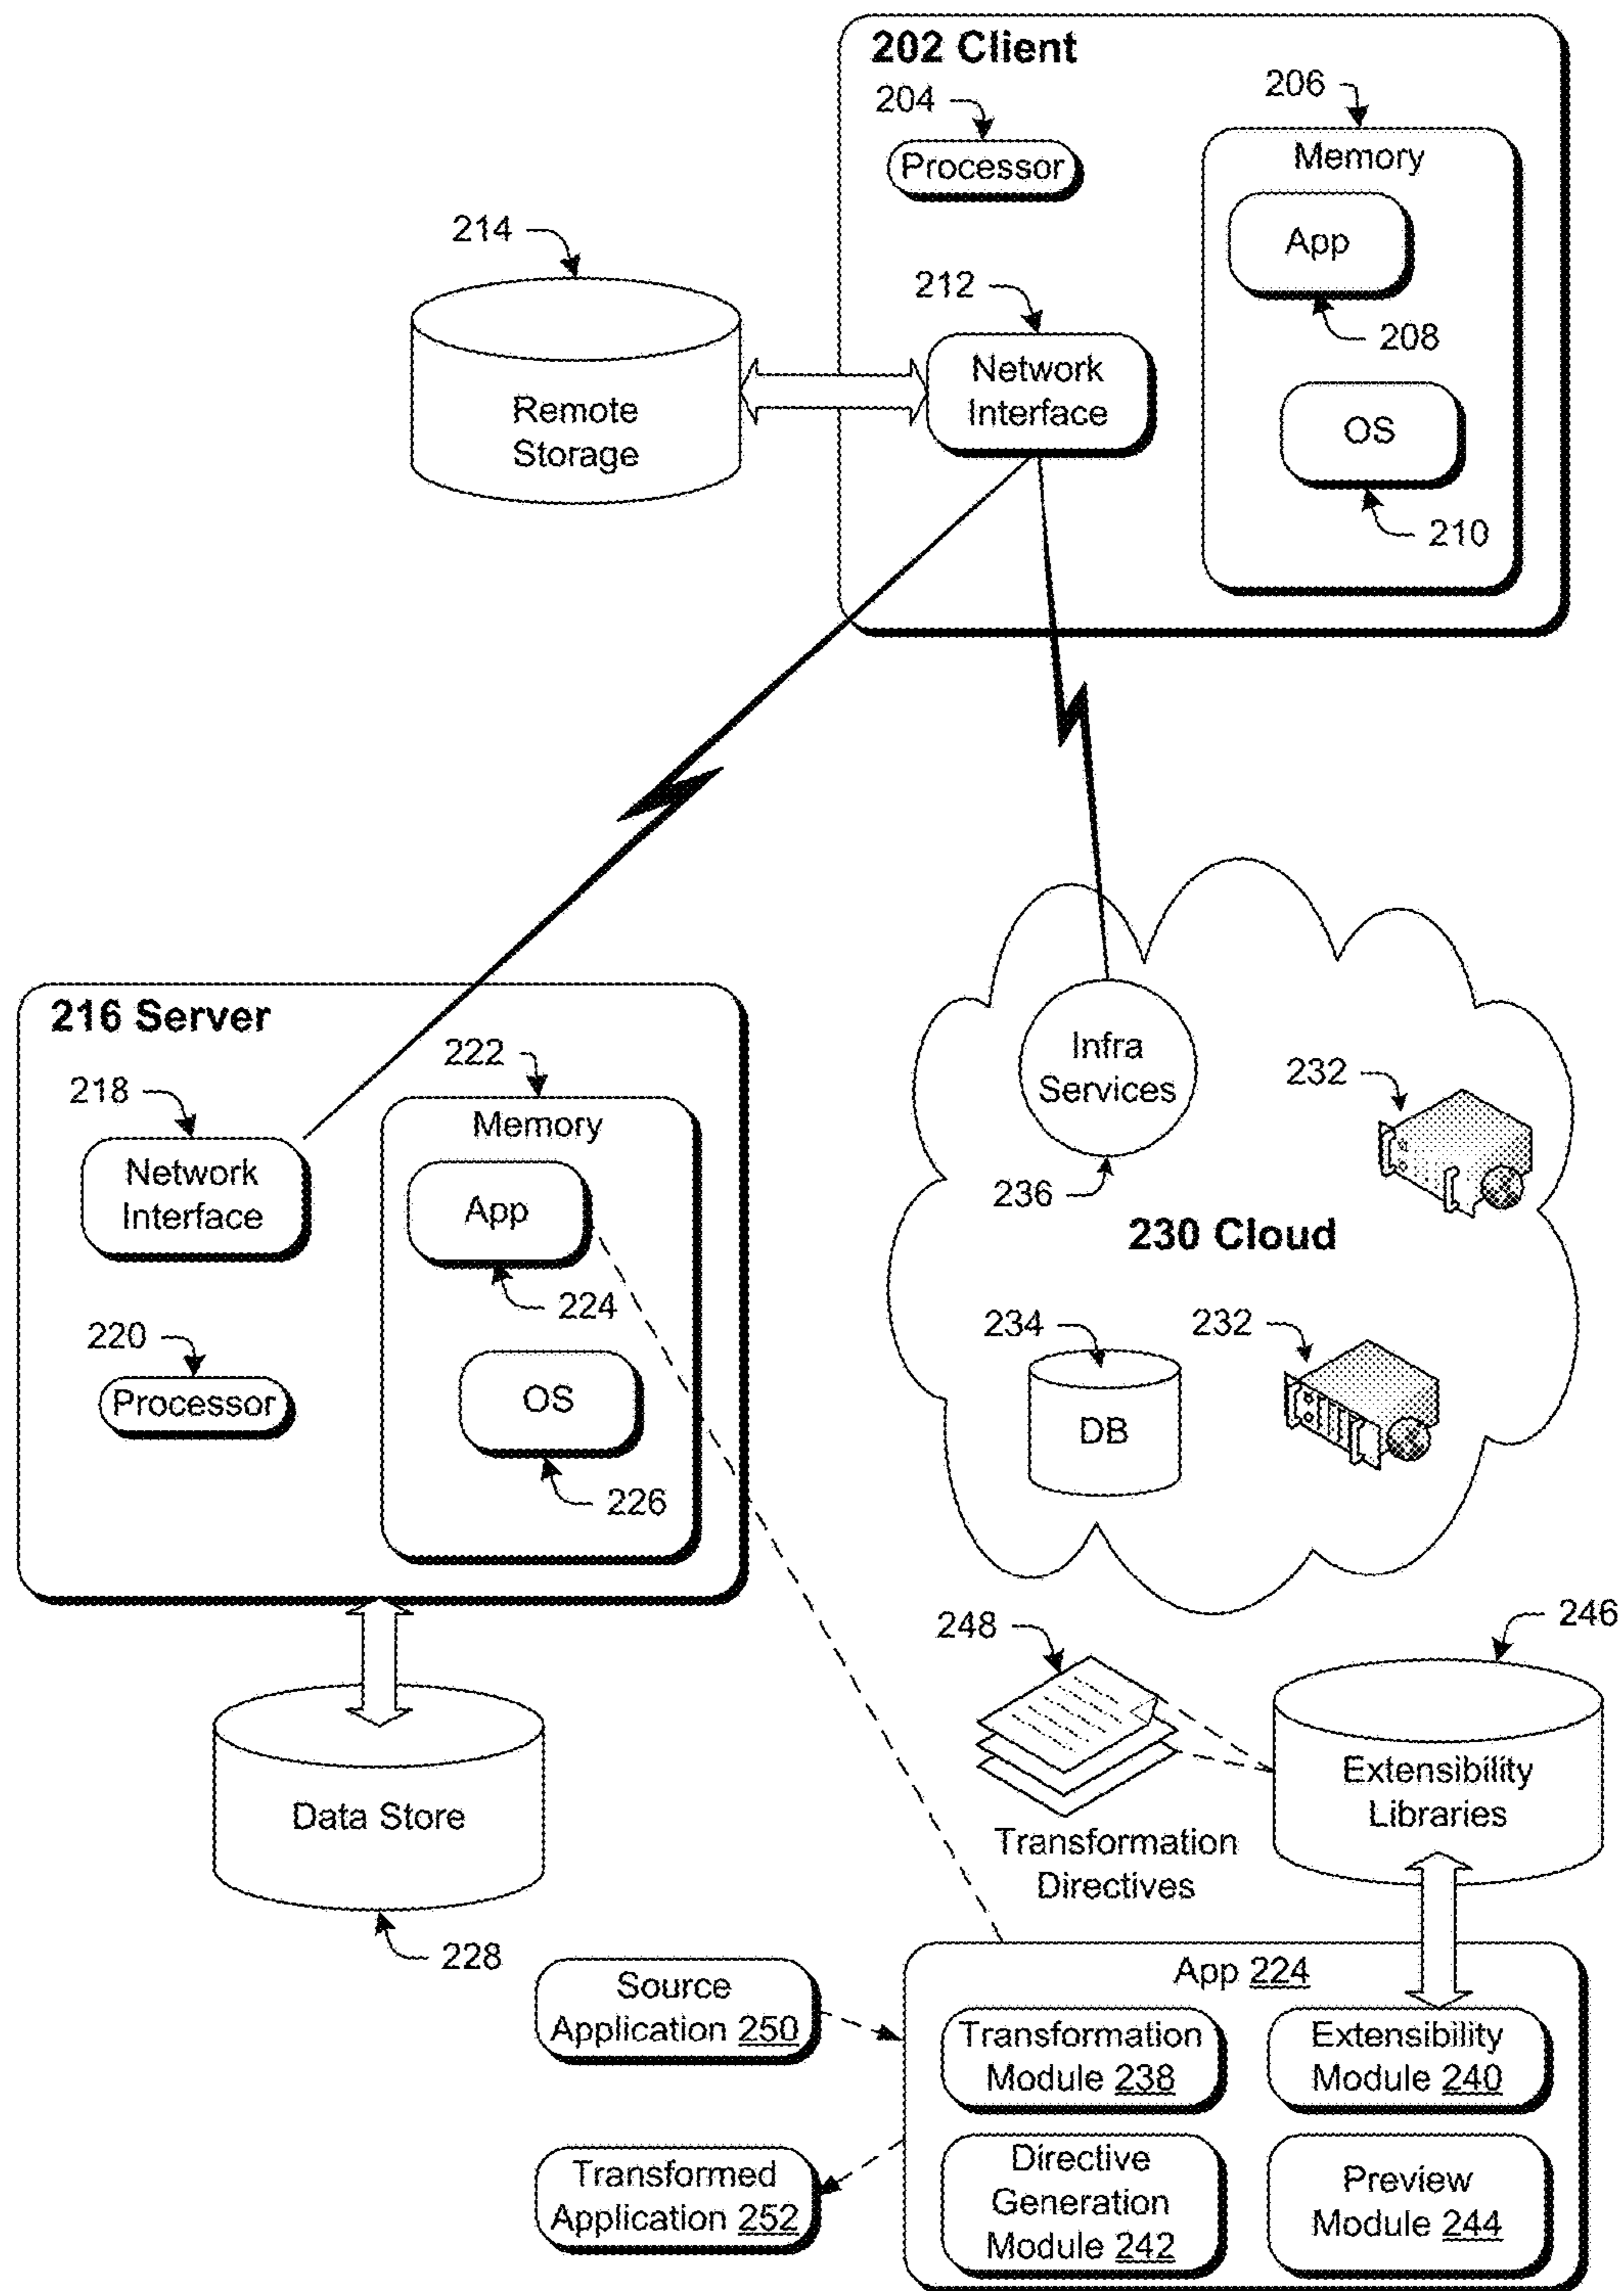 202 Client
204
206
Processor
Memory
App
208
214
212
Remote
Storage
Network
Interface
OS
210
216 Server
218
222
Network
Interface
Memory
App
224
220
Processor
OS
226
Infra
Services
236
232
230 Cloud
234
232
DB
248
246
Data Store
228
Transformation
Directives
Extensibility
Libraries
Source
Application 250
App 224
Transformation
Module 238
Extensibility
Module 240
Transformed
Application 252
Directive
Generation
Module 242
Preview
Module 244